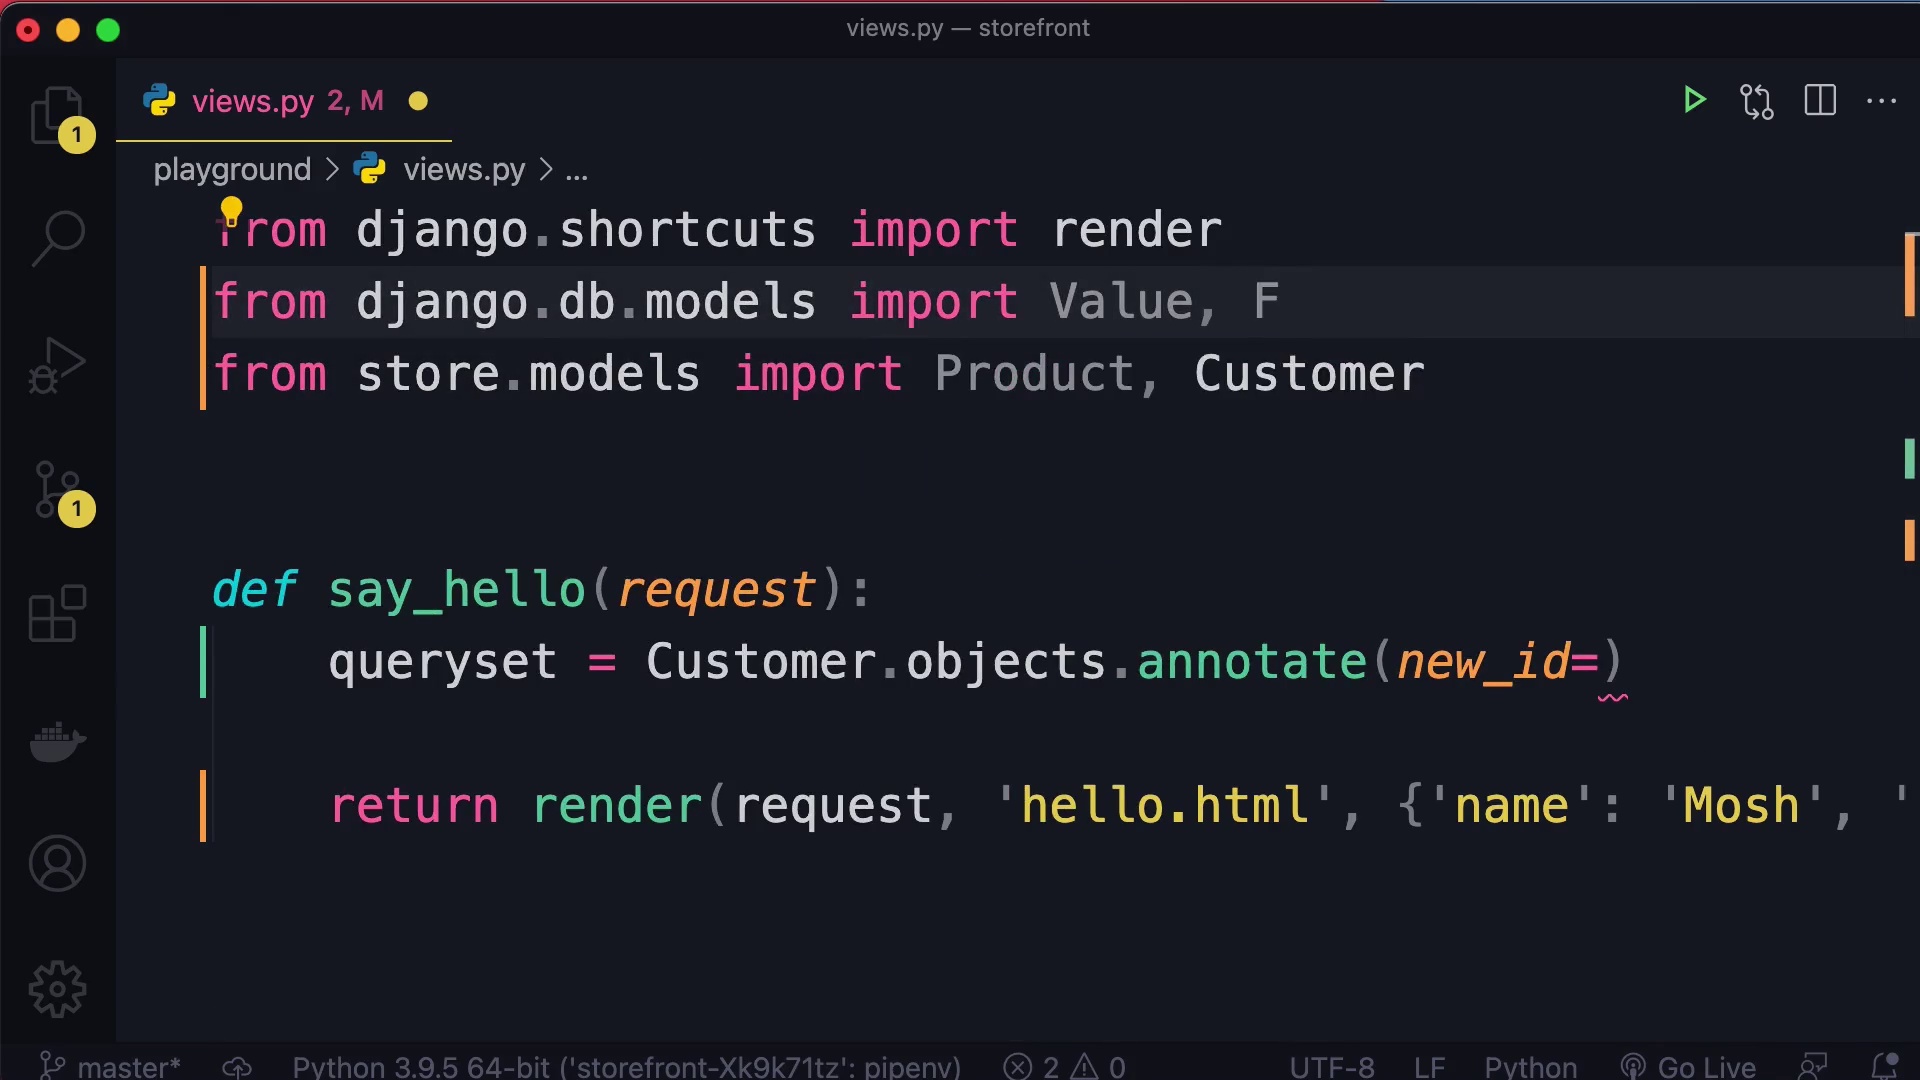 views.py — storefront
views.py 2, M
playground > views.py > ...
from django.shortcuts import render
from django.db.models import Value, F
from store.models import Product, Customer
def say_hello(request):
queryset = Customer.objects.annotate(new_id=)
return render(request, 'hello.html', {'name': 'Mosh', '
1
1
master*
Python 3.9.5 64-bit ('storefront-Xk9k71tz': pipenv)
2
0
UTF-8
LF
Python
Go Live